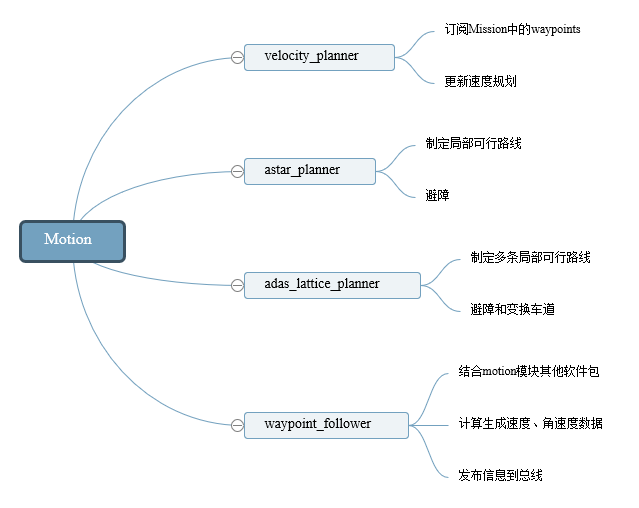 Motion
velocity_planner
订阅Mission中的waypoints
更新速度规划
astar_planner
制定局部可行路线
避障
adas_lattice_planner
制定多条局部可行路线
避障和变换车道
waypoint_follower
结合motion模块其他软件包
计算生成速度、角速度数据
发布信息到总线